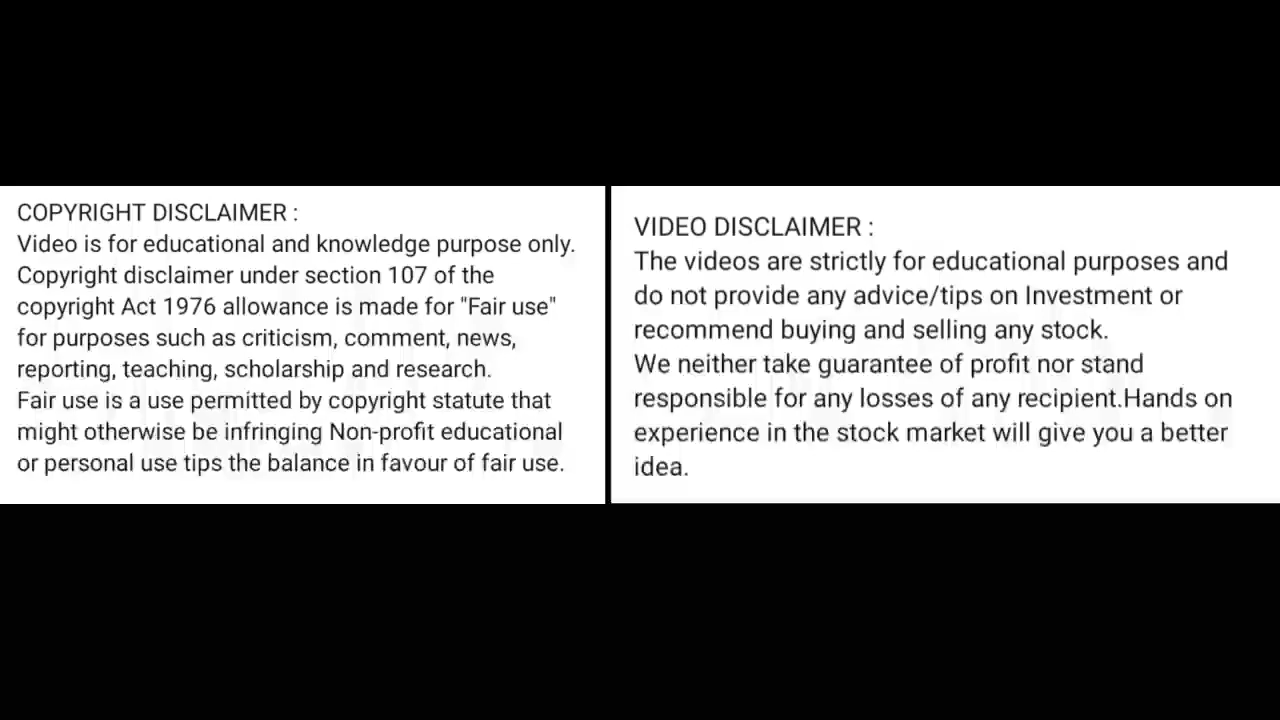 COPYRIGHT DISCLAIMER :
Video is for educational and knowledge purpose only.
Copyright disclaimer under section 107 of the
copyright Act 1976 allowance is made for "Fair use"
for purposes such as criticism, comment, news,
reporting, teaching, scholarship and research.
Fair use is a use permitted by copyright statute that
might otherwise be infringing Non-profit educational
or personal use tips the balance in favour of fair use.
VIDEO DISCLAIMER :
The videos are strictly for educational purposes and
do not provide any advice/tips on Investment or
recommend buying and selling any stock.
We neither take guarantee of profit nor stand
responsible for any losses of any recipient.Hands on
experience in the stock market will give you a better
idea.